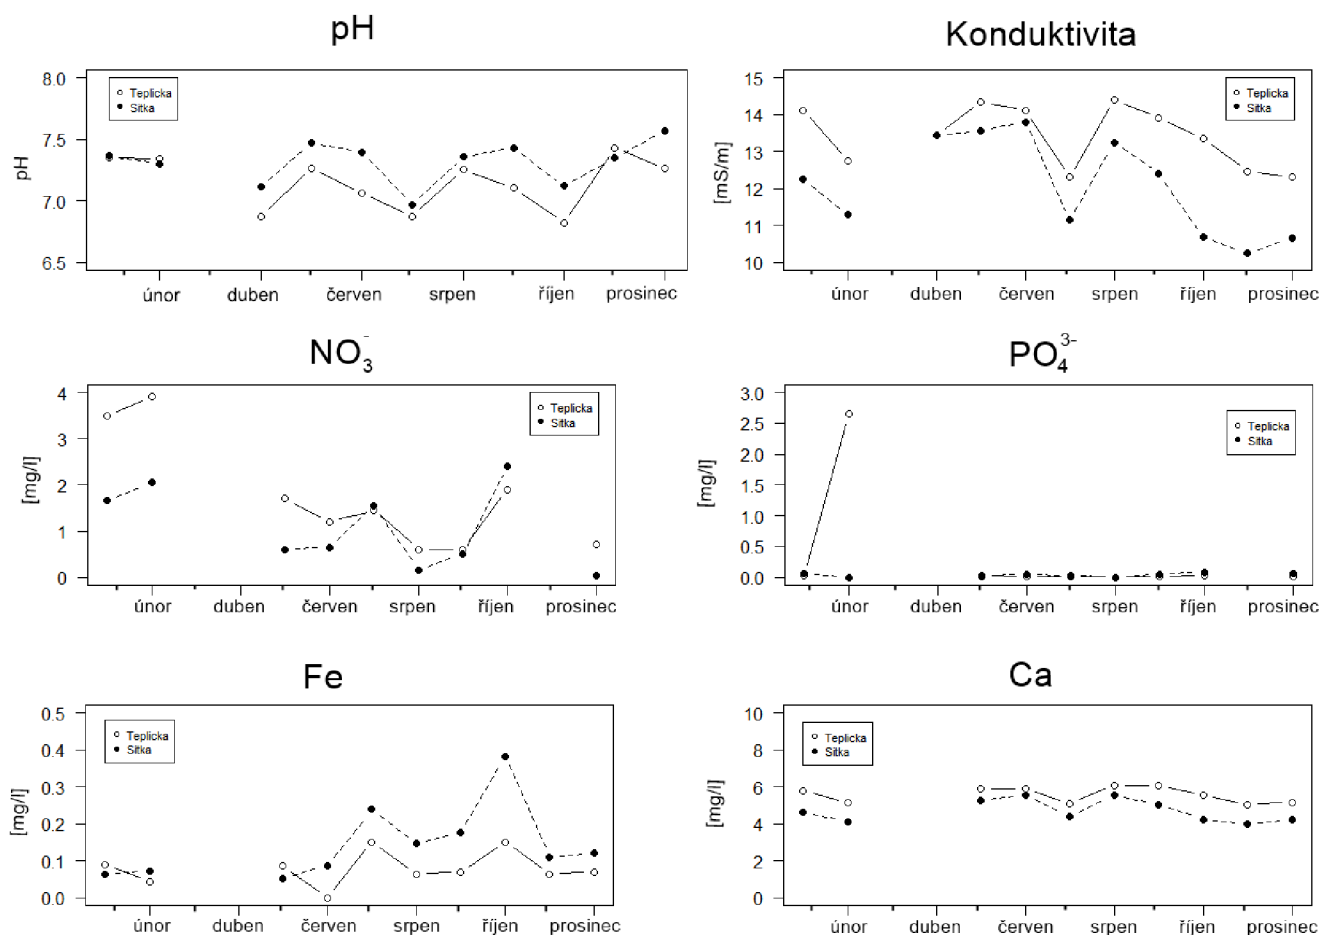 pH
8.0
7.5
7.0
6.5
pH
Teplicka
Sitka
únor
duben
červen
srpen
říjen
prosinec
Konduktivita
15
14
13
12
11
10
[mS/m]
Teplicka
Sitka
únor
duben
červen
srpen
říjen
prosinec
NO₃⁻
4
3
2
1
0
[mg/l]
Teplicka
Sitka
únor
duben
červen
srpen
říjen
prosinec
PO₄³⁻
3.0
2.5
2.0
1.5
1.0
0.5
0.0
[mg/l]
Teplicka
Sitka
únor
duben
červen
srpen
říjen
prosinec
Fe
0.5
0.4
0.3
0.2
0.1
0.0
[mg/l]
Teplicka
Sitka
únor
duben
červen
srpen
říjen
prosinec
Ca
10
8
6
4
2
0
[mg/l]
Teplicka
Sitka
únor
duben
červen
srpen
říjen
prosinec